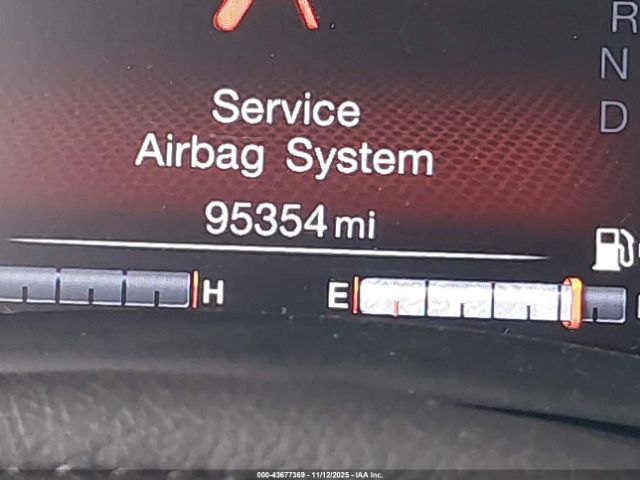 R
N
D
Service
Airbag System
95354 mi
H
E
000-43677369 - 11/12/2025 - IAA Inc.